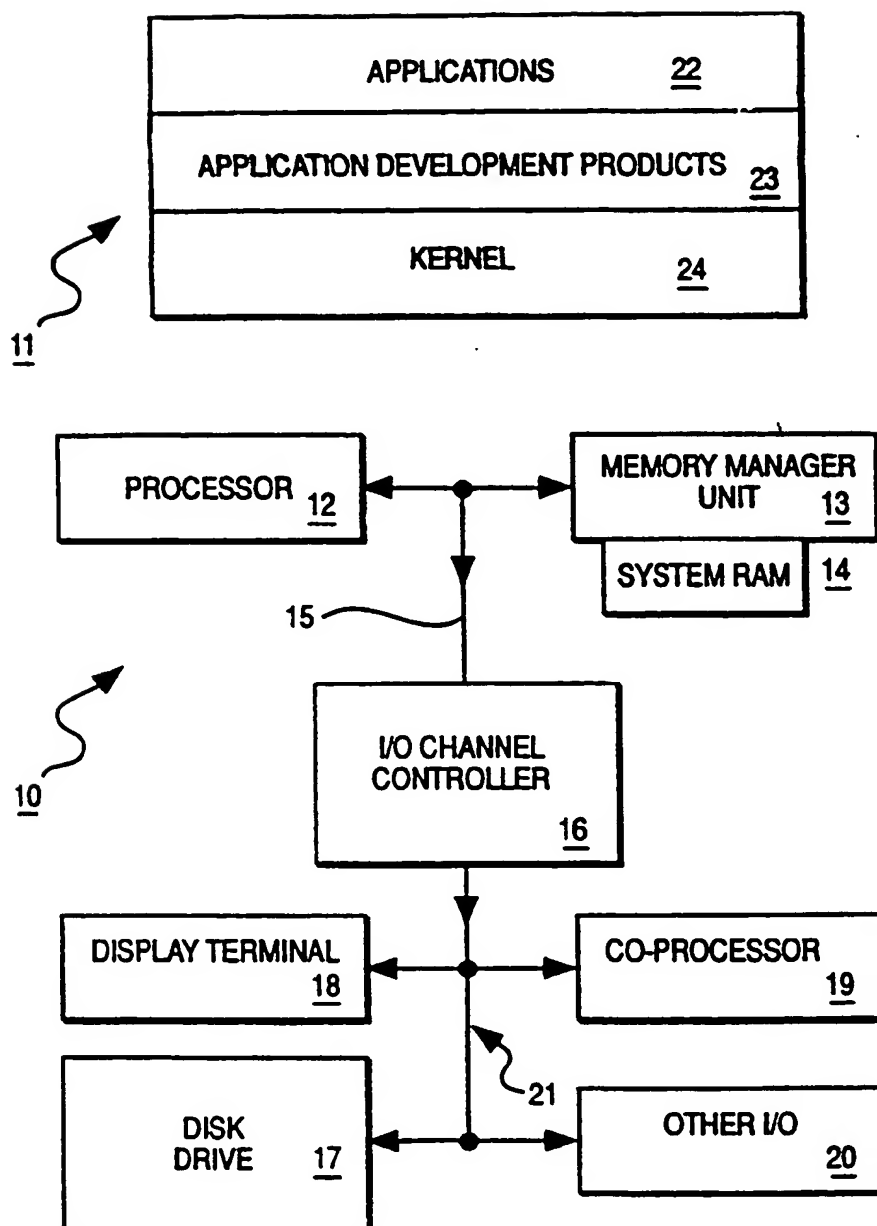 APPLICATIONS 22
APPLICATION DEVELOPMENT PRODUCTS 23
KERNEL 24
11
PROCESSOR 12
MEMORY MANAGER
UNIT 13
SYSTEM RAM 14
15
I/O CHANNEL
CONTROLLER
16
10
DISPLAY TERMINAL
18
CO-PROCESSOR
19
21
DISK
DRIVE 17
OTHER I/O
20